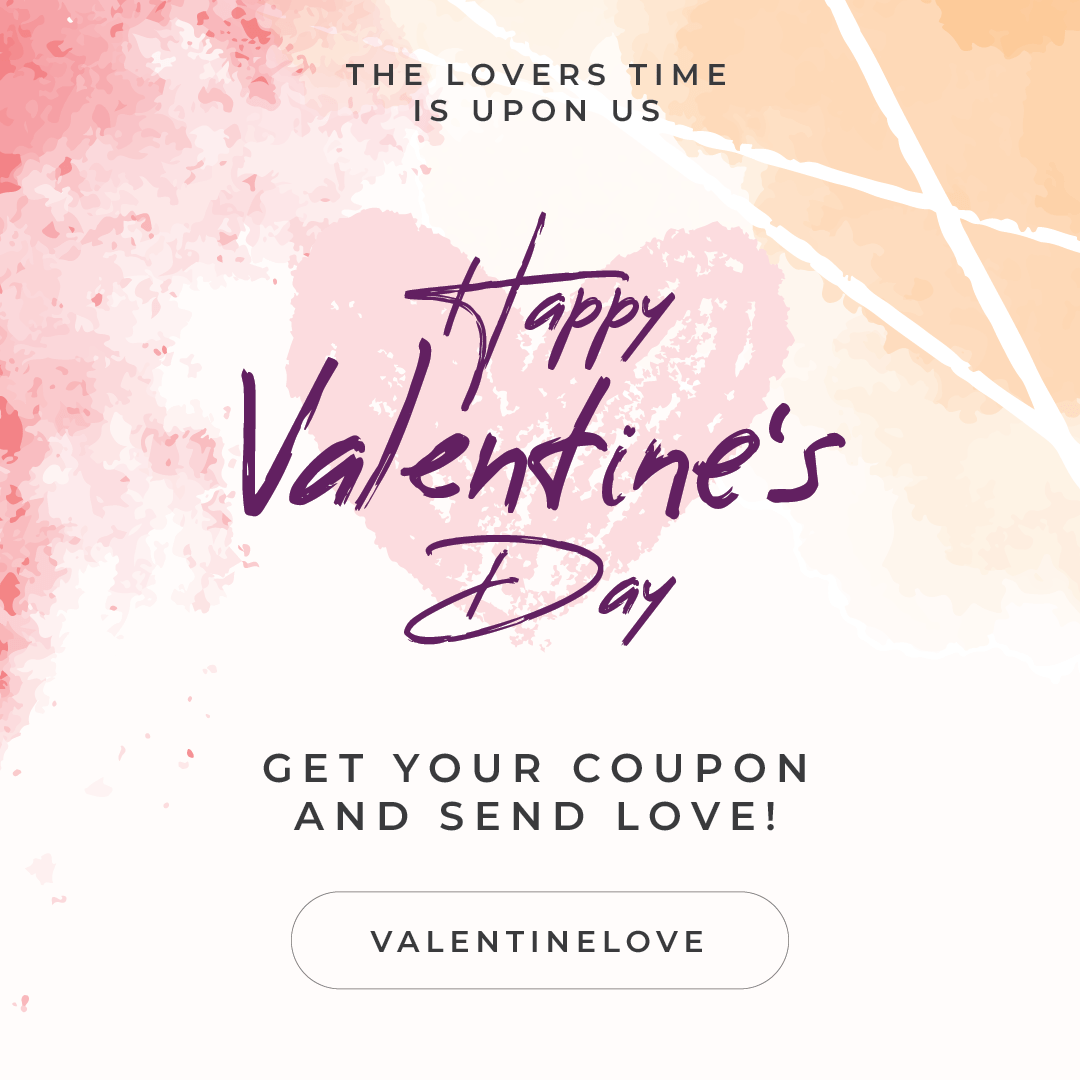 THE LOVERS TIME
IS UPON US
Happy
Valentine's
Day
GET YOUR COUPON
AND SEND LOVE!
VALENTINELOVE